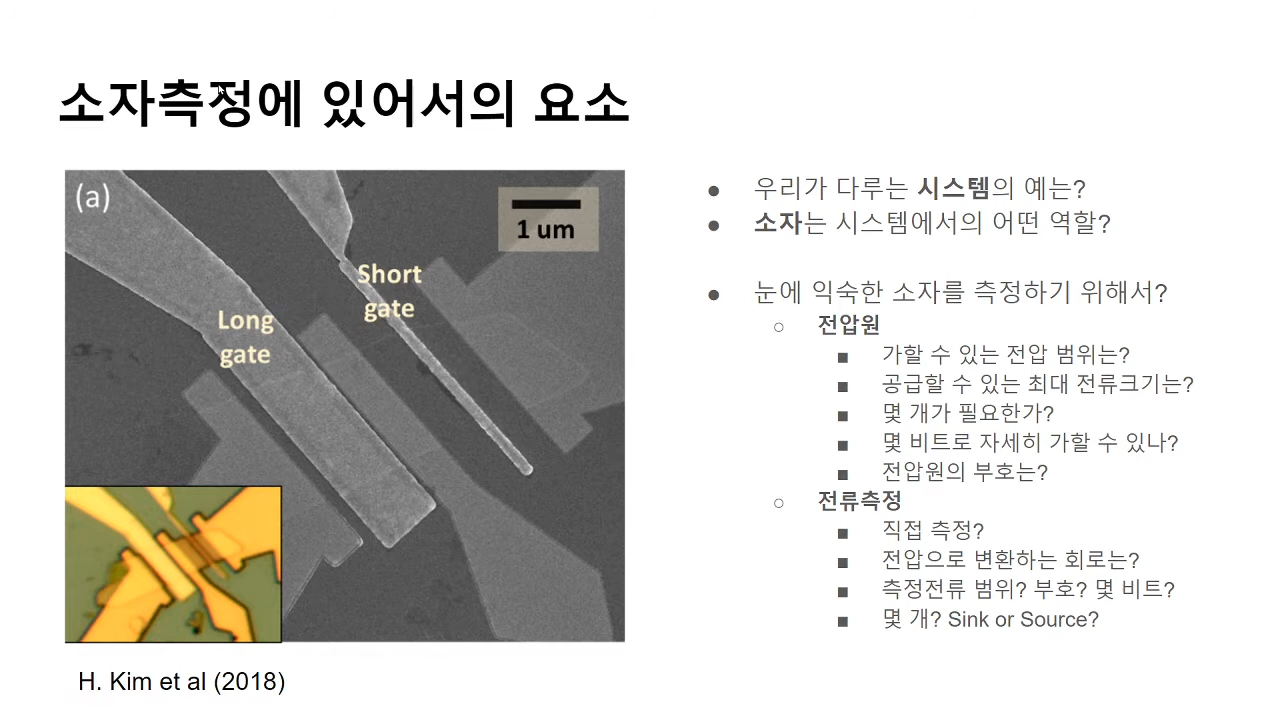 소자측정에 있어서의 요소
(a)
1 um
Short
gate
Long
gate
H. Kim et al (2018)
● 우리가 다루는 시스템의 예는?
● 소자는 시스템에서의 어떤 역할?
● 눈에 익숙한 소자를 측정하기 위해서?
○ 전압원
■ 가할 수 있는 전압 범위는?
■ 공급할 수 있는 최대 전류크기는?
■ 몇 개가 필요한가?
■ 몇 비트로 자세히 가할 수 있나?
■ 전압원의 부호는?
○ 전류측정
■ 직접 측정?
■ 전압으로 변환하는 회로는?
■ 측정전류 범위? 부호? 몇 비트?
■ 몇 개? Sink or Source?